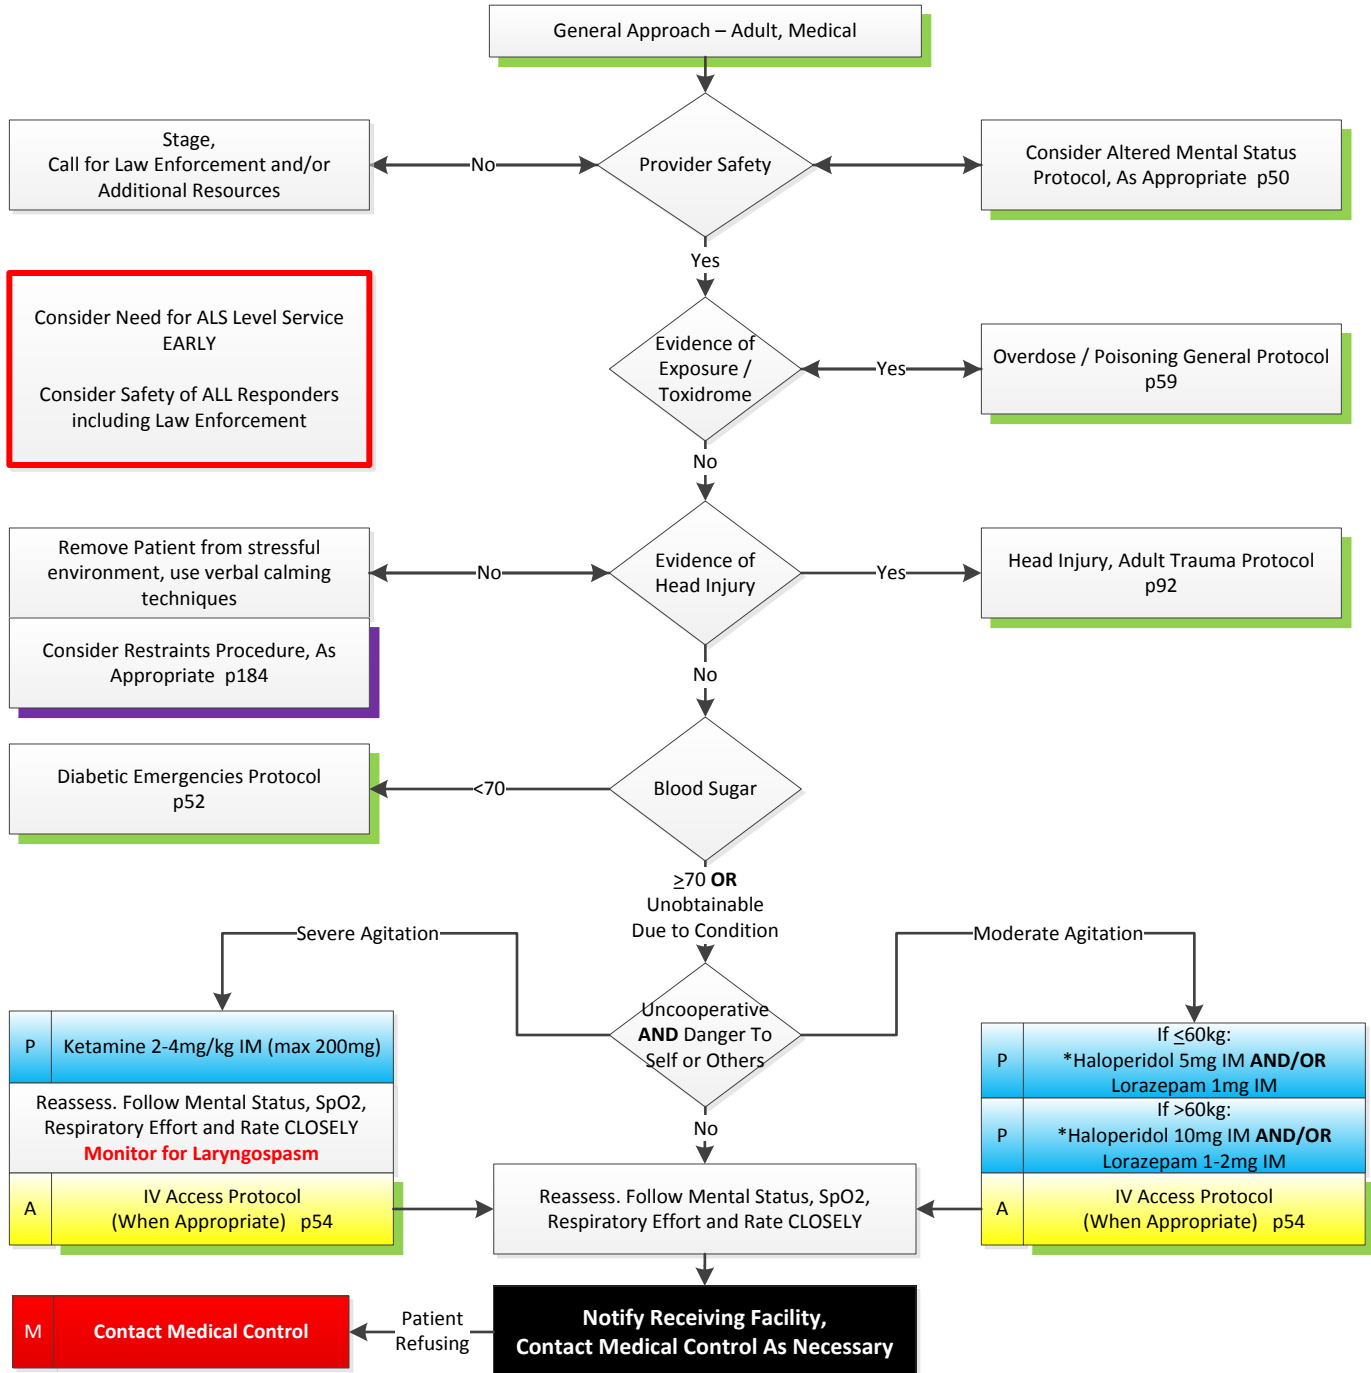 General Approach – Adult, Medical
Stage,
Call for Law Enforcement and/or
Additional Resources
No
Provider Safety
Consider Altered Mental Status
Protocol, As Appropriate  p50
Yes
Consider Need for ALS Level Service
EARLY
Consider Safety of ALL Responders
including Law Enforcement
Evidence of
Exposure /
Toxidrome
Yes
Overdose / Poisoning General Protocol
p59
No
Remove Patient from stressful
environment, use verbal calming
techniques
Consider Restraints Procedure, As
Appropriate  p184
No
Evidence of
Head Injury
Yes
Head Injury, Adult Trauma Protocol
p92
No
Diabetic Emergencies Protocol
p52
<70
Blood Sugar
≥70 OR
Unobtainable
Due to Condition
Severe Agitation
Moderate Agitation
Uncooperative
AND Danger To
Self or Others
P
Ketamine 2-4mg/kg IM (max 200mg)
Reassess. Follow Mental Status, SpO2,
Respiratory Effort and Rate CLOSELY
Monitor for Laryngospasm
A
IV Access Protocol
(When Appropriate)   p54
P
If ≤60kg:
*Haloperidol 5mg IM AND/OR
Lorazepam 1mg IM
P
If >60kg:
*Haloperidol 10mg IM AND/OR
Lorazepam 1-2mg IM
A
IV Access Protocol
(When Appropriate)   p54
No
Reassess. Follow Mental Status, SpO2,
Respiratory Effort and Rate CLOSELY
Notify Receiving Facility,
Contact Medical Control As Necessary
Patient
Refusing
M
Contact Medical Control